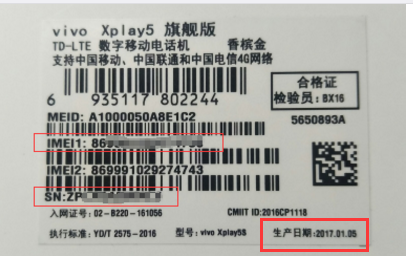 vivo Xplay5 旗舰版
TD-LTE 数字移动电话机 香槟金
支持中国移动、中国联通和中国电信4G网络
合格证
检验员:BX16
6 935117 802244
MEID: A1000050A8E1C2
5650893A
IMEI1: 86
IMEI2: 869991029274743
SN:ZP
入网证号: 02-B220-161056
CMIIT ID:2016CP1118
执行标准: YD/T 2575-2016 型号: vivo Xplay5S
生产日期:2017.01.05